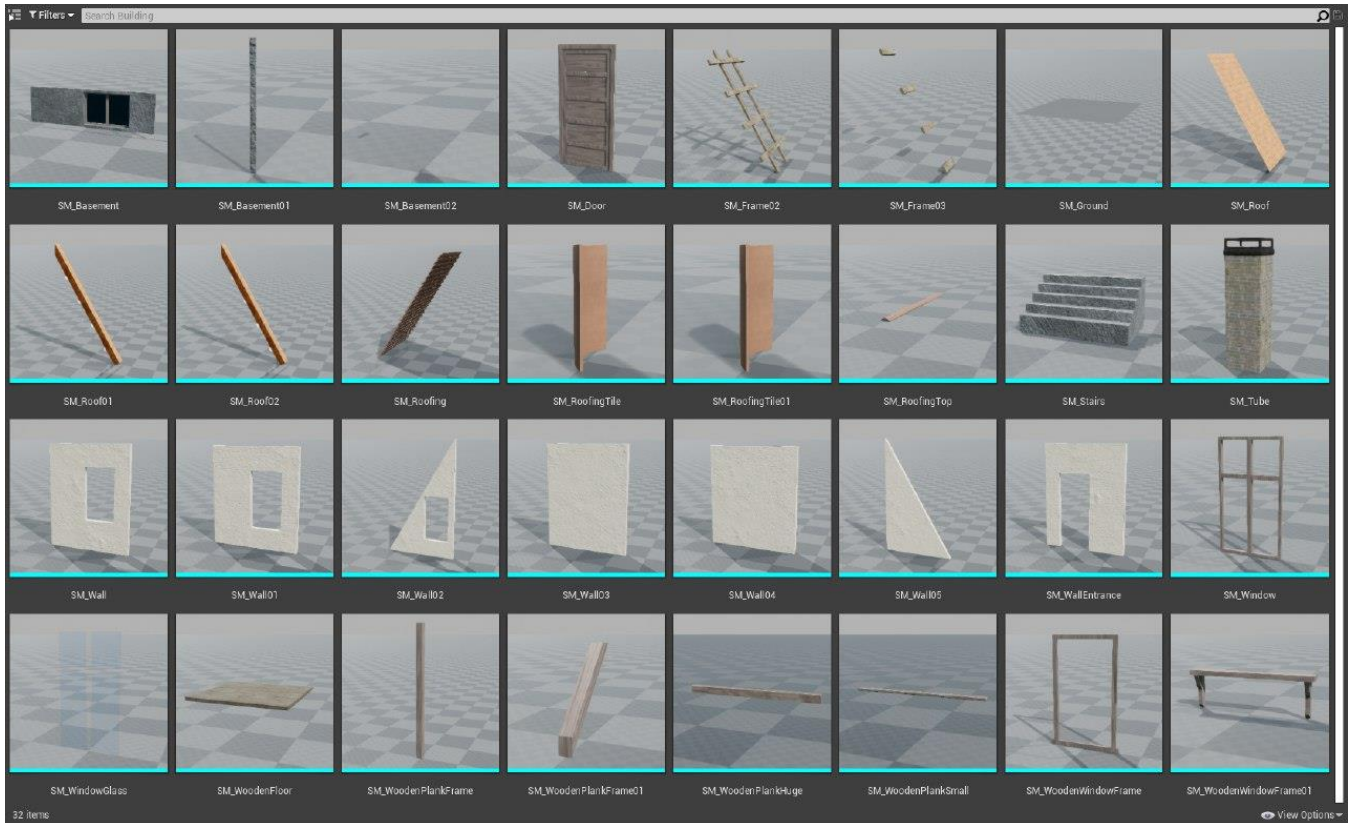 Filters
Search Building
SM_Basement
SM_Basement01
SM_Basement02
SM_Door
SM_Frame02
SM_Frame03
SM_Ground
SM_Roof
SM_Roof01
SM_Roof02
SM_Roofing
SM_RoofingTile
SM_RoofingTile01
SM_RoofingTop
SM_Stairs
SM_Tube
SM_Wall
SM_Wall01
SM_Wall02
SM_Wall03
SM_Wall04
SM_Wall05
SM_WallEntrance
SM_Window
SM_WindowGlass
SM_WoodenFloor
SM_WoodenPlankFrame
SM_WoodenPlankFrame01
SM_WoodenPlankHuge
SM_WoodenPlankSmall
SM_WoodenWindowFrame
SM_WoodenWindowFrame01
32 items
View Options